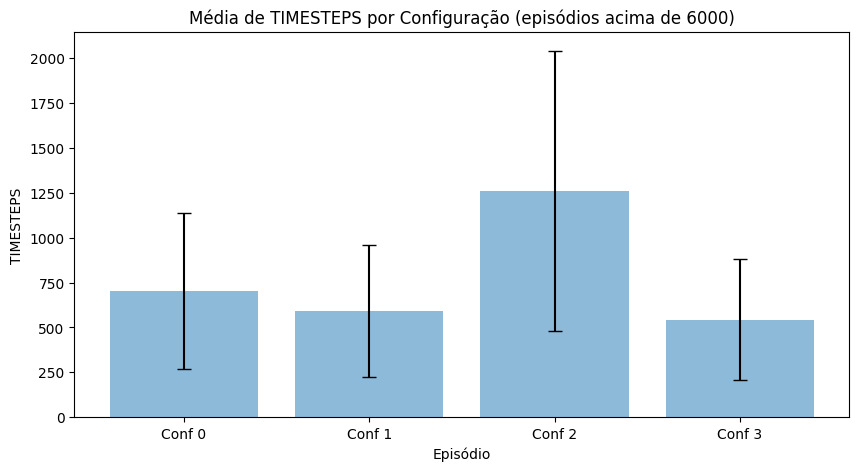 Média de TIMESTEPS por Configuração (episódios acima de 6000)
2000
1750
1500
1250
1000
750
500
250
0
TIMESTEPS
Conf 0
Conf 1
Conf 2
Conf 3
Episódio